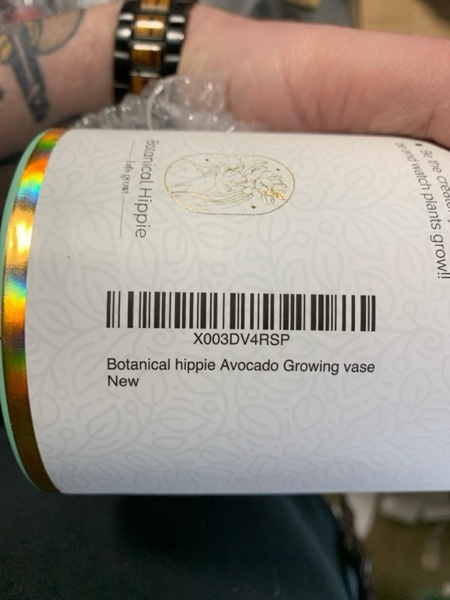 Botanical Hippie
Let's grow!
Be the creator
and watch plants grow!!
X003DV4RSP
Botanical hippie Avocado Growing vase
New